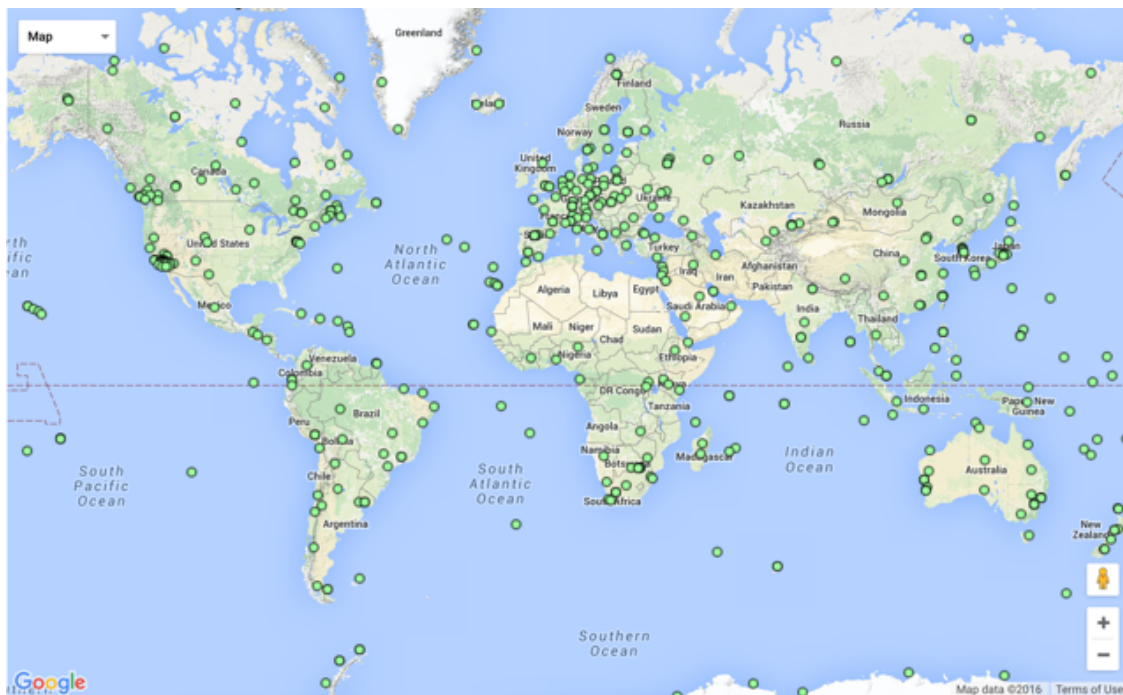 Map
Greenland
Finland
Sweden
Norway
Russia
Canada
United
Kingdom
Ukraine
Kazakhstan
Mongolia
United States
North
Atlantic
Ocean
Turkey
Iraq
Iran
Afghanistan
Pakistan
China
South Korea
Japan
Mexico
Algeria
Libya
Egypt
Saudi Arabia
India
Thailand
Mali
Niger
Chad
Sudan
Nigeria
Ethiopia
Venezuela
Colombia
DR Congo
Kenya
Tanzania
Indonesia
Papua New
Guinea
Peru
Brazil
Bolivia
Angola
Namibia
Botswana
Madagascar
Indian
Ocean
Australia
South
Pacific
Ocean
Chile
South
Atlantic
Ocean
South Africa
Argentina
New
Zealand
Southern
Ocean
+
−
Google
Map data ©2016
Terms of Use